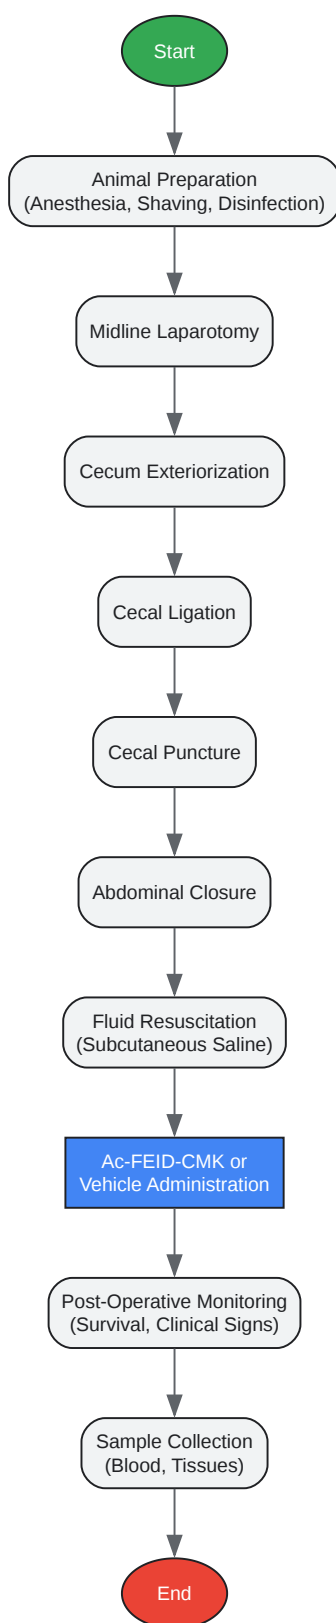 Start
Animal Preparation
(Anesthesia, Shaving, Disinfection)
Midline Laparotomy
Cecum Exteriorization
Cecal Ligation
Cecal Puncture
Abdominal Closure
Fluid Resuscitation
(Subcutaneous Saline)
Ac-FEID-CMK or
Vehicle Administration
Post-Operative Monitoring
(Survival, Clinical Signs)
Sample Collection
(Blood, Tissues)
End